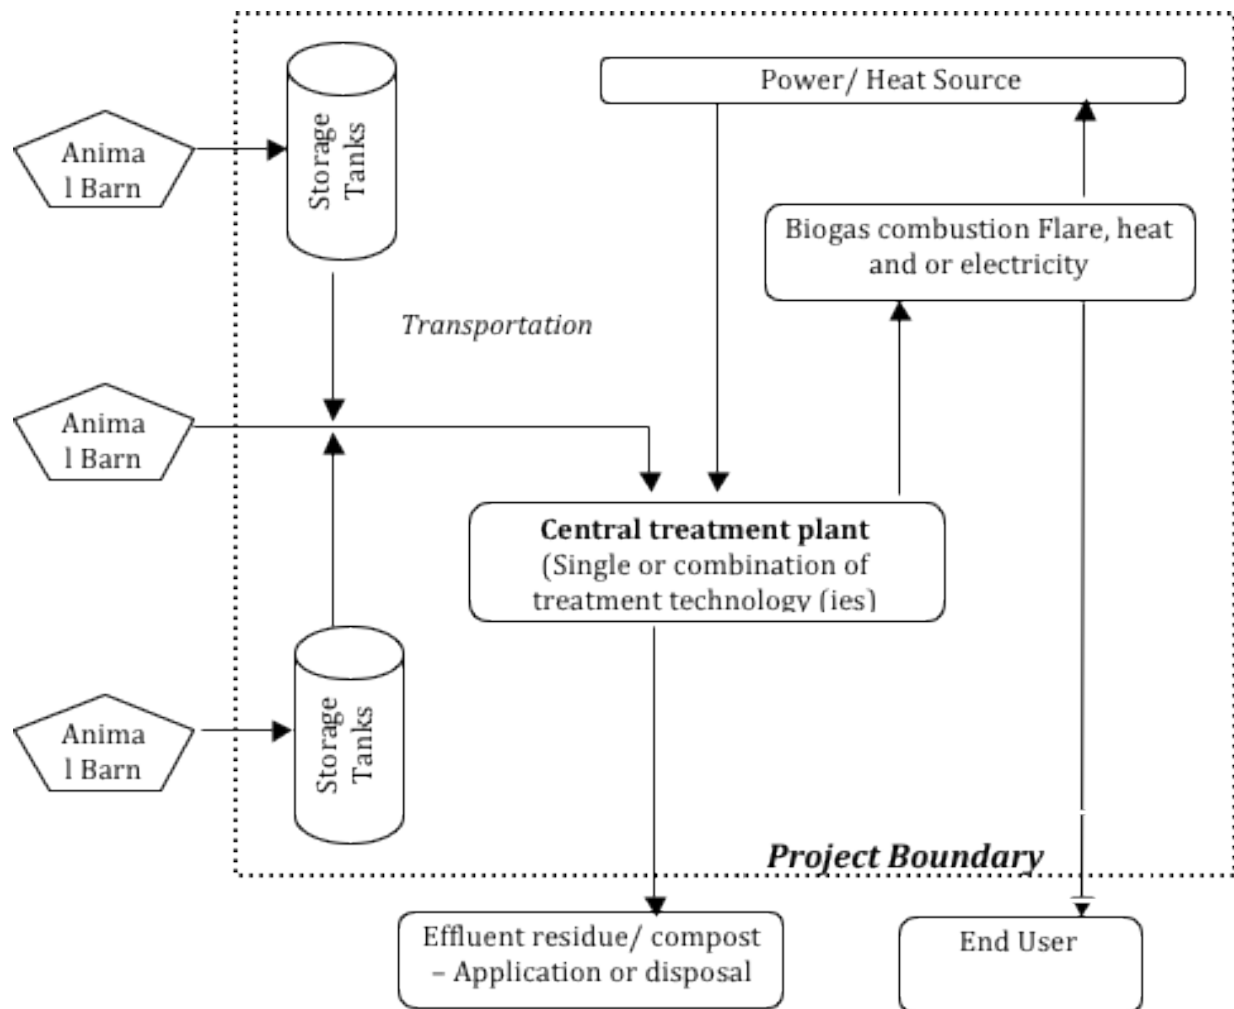 Power/ Heat Source
Storage
Tanks
Anima
l Barn
Biogas combustion Flare, heat
and or electricity
Transportation
Anima
l Barn
Central treatment plant
(Single or combination of
treatment technology (ies)
Storage
Tanks
Anima
l Barn
Project Boundary
Effluent residue/ compost
– Application or disposal
End User